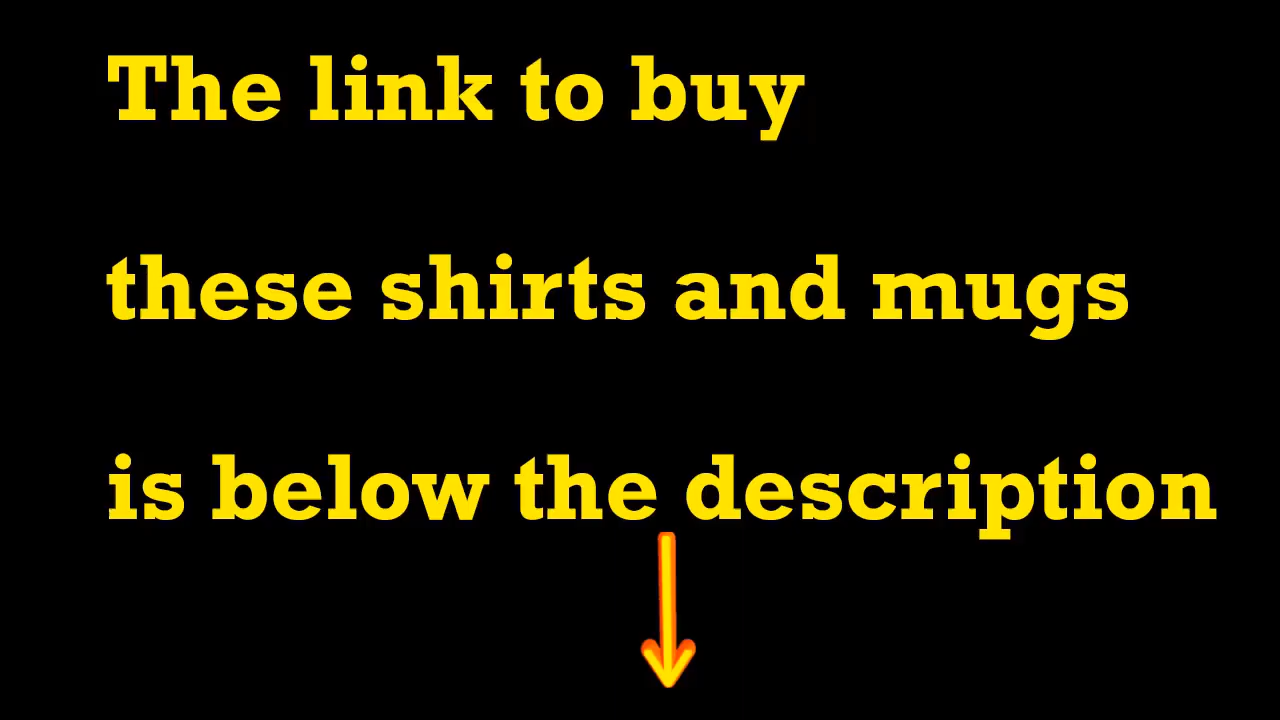 The link to buy
these shirts and mugs
is below the description